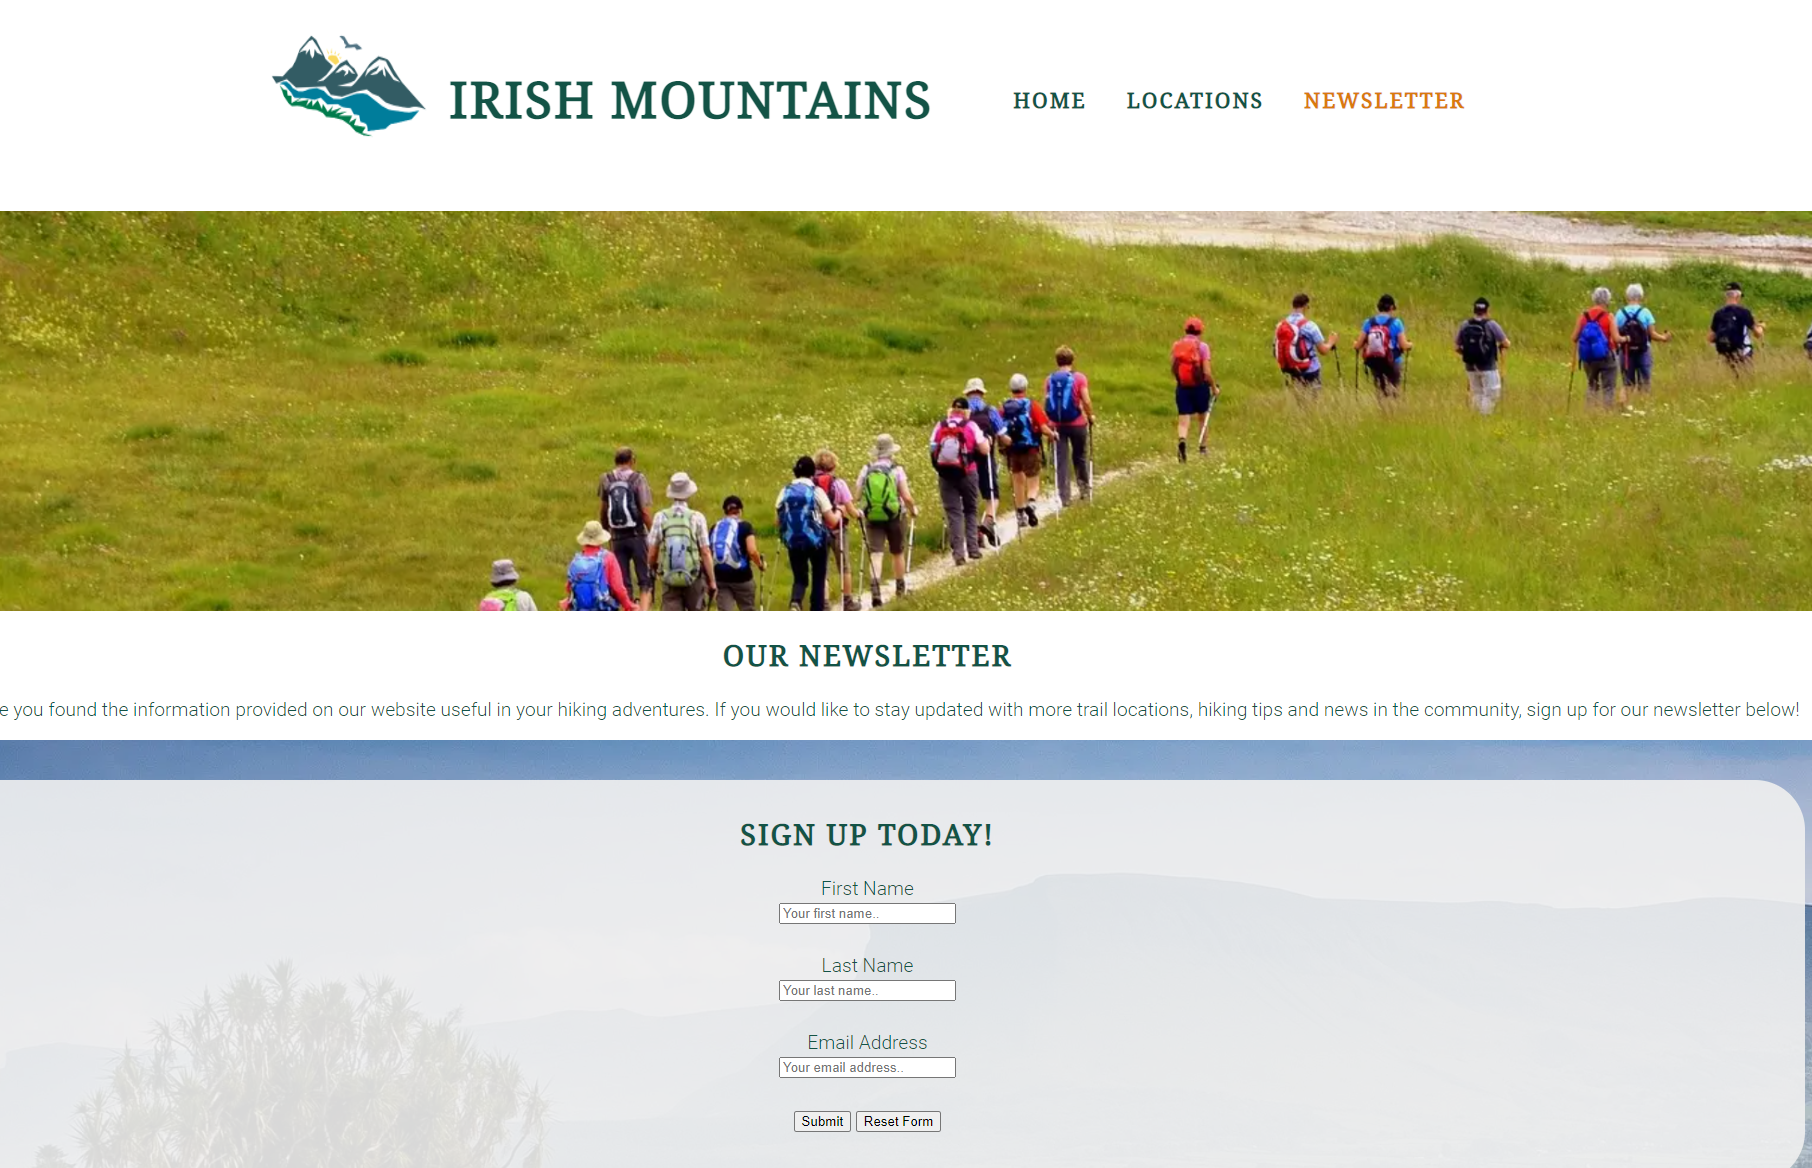 IRISH MOUNTAINS
HOME LOCATIONS NEWSLETTER
OUR NEWSLETTER
e you found the information provided on our website useful in your hiking adventures. If you would like to stay updated with more trail locations, hiking tips and news in the community, sign up for our newsletter below!
SIGN UP TODAY!
First Name
Your first name..
Last Name
Your last name..
Email Address
Your email address..
Submit Reset Form